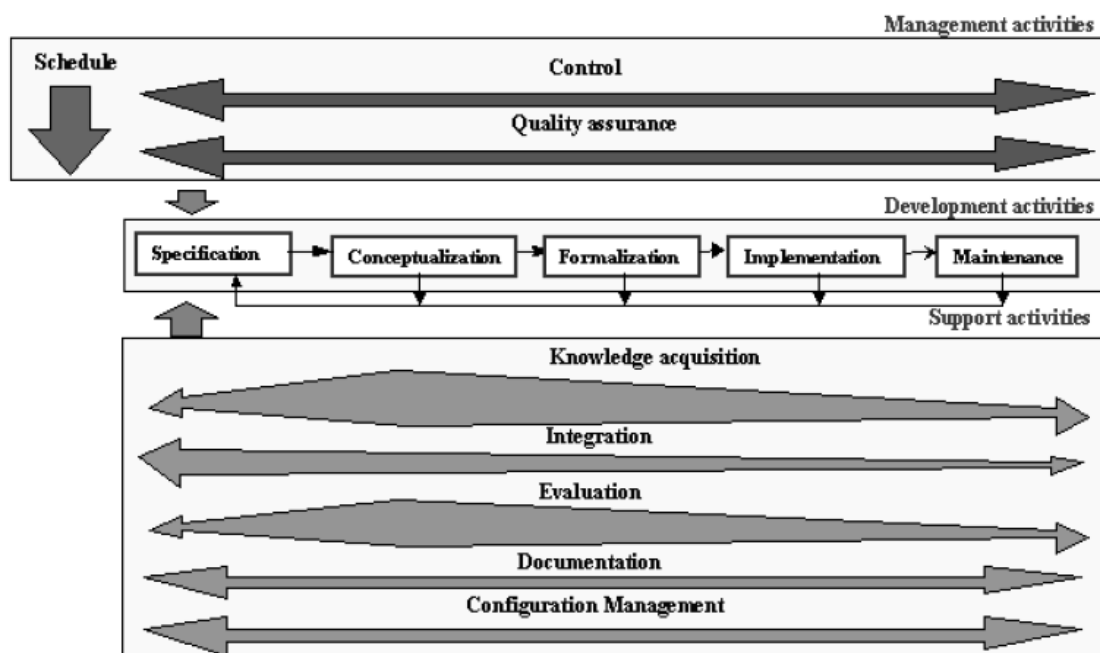 Management activities
Schedule
Control
Quality assurance
Development activities
Specification
Conceptualization
Formalization
Implementation
Maintenance
Support activities
Knowledge acquisition
Integration
Evaluation
Documentation
Configuration Management